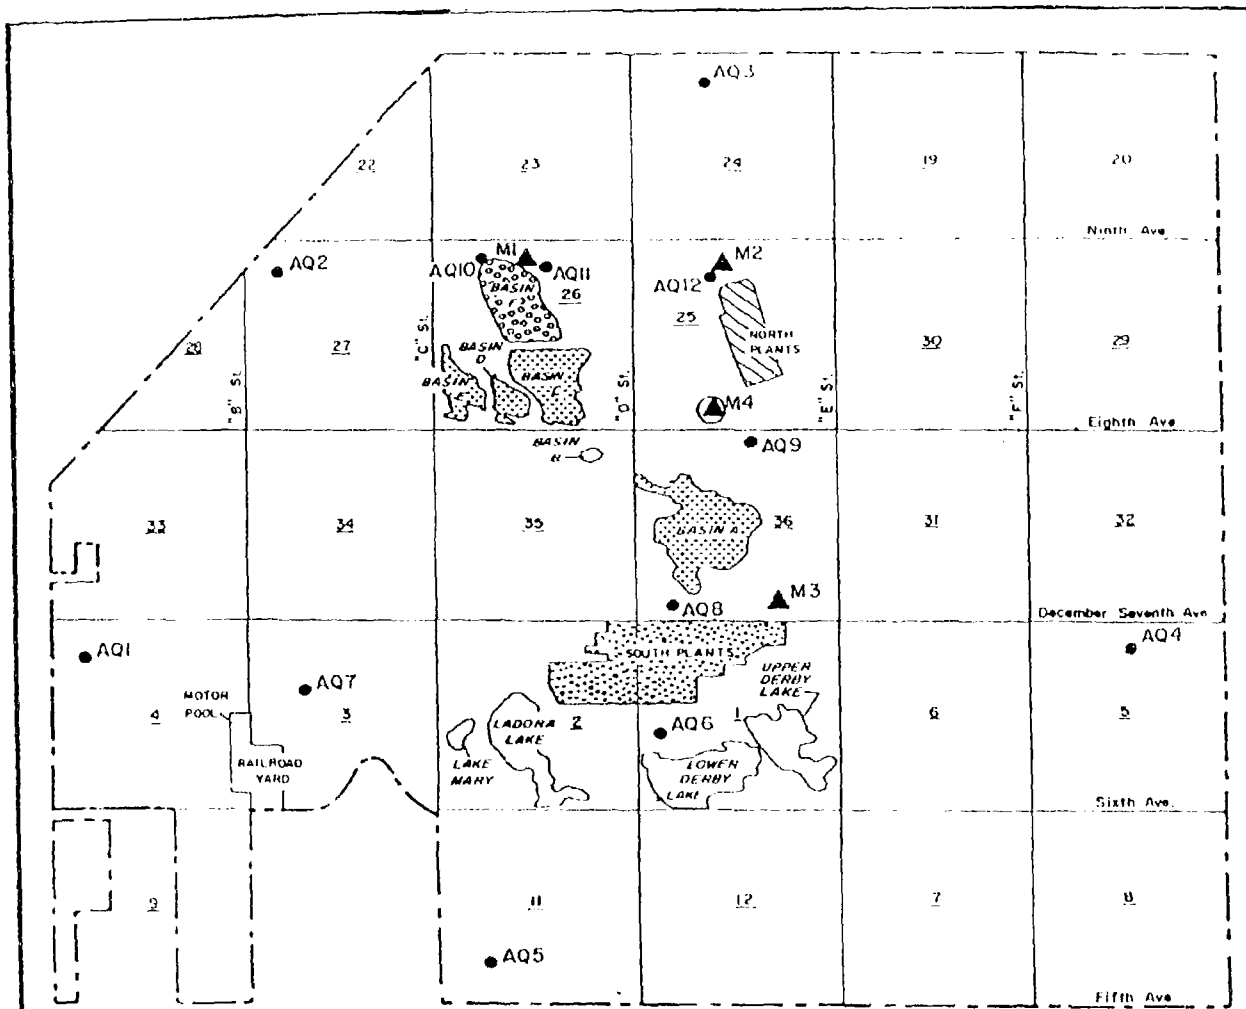 AQ3
22
23
24
19
20
Ninth Ave
AQ2
AQ10
M1
AQ11
M2
AQ12
BASIN
F
26
25
NORTH
PLANTS
28
27
"C" St.
BASIN
D
30
29
BASIN
BASIN
"B" St.
"D" St.
M4
"E" St.
"F" St.
Eighth Ave
BASIN
B
AQ9
33
34
35
BASIN A
36
31
32
M3
AQ8
December Seventh Ave
AQ1
SOUTH PLANTS
AQ4
AQ7
UPPER
DERBY
LAKE
MOTOR
POOL
4
3
2
AQ6
1
6
5
LADORA
LAKE
RAILROAD
YARD
LAKE
MARY
LOWER
DERBY
LAKE
Sixth Ave.
9
11
12
7
8
AQ5
Fifth Ave